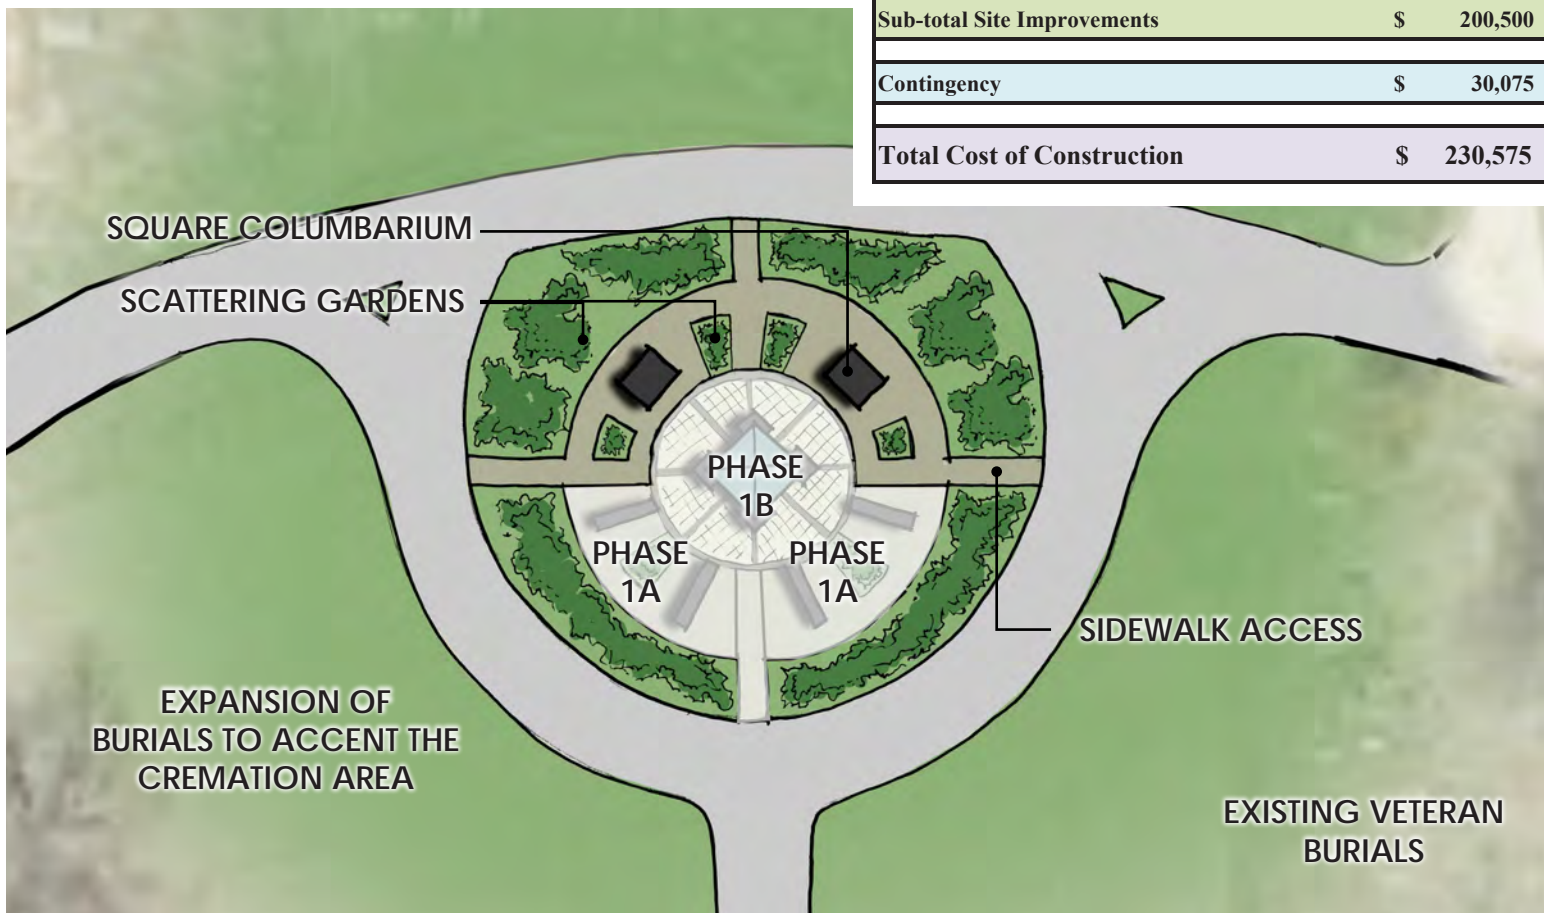 Sub-total Site Improvements $ 200,500
Contingency $ 30,075
Total Cost of Construction $ 230,575
SQUARE COLUMBARIUM
SCATTERING GARDENS
PHASE
1B
PHASE
1A
PHASE
1A
SIDEWALK ACCESS
EXPANSION OF
BURIALS TO ACCENT THE
CREMATION AREA
EXISTING VETERAN
BURIALS